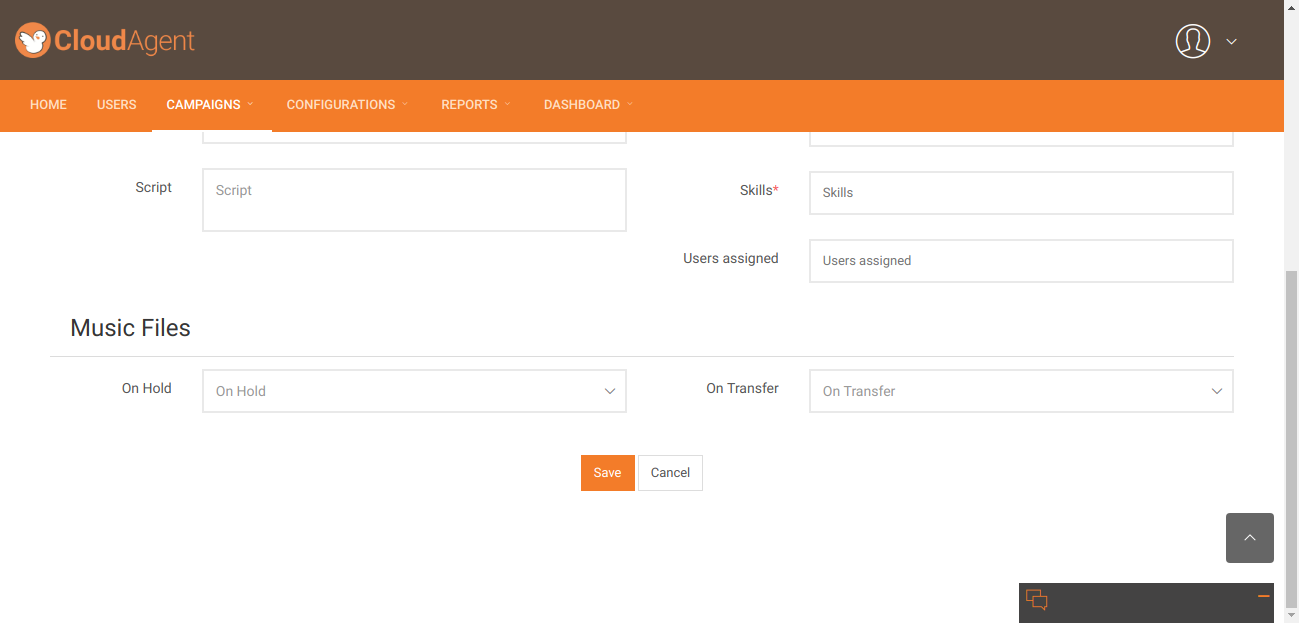 CloudAgent
HOME USERS CAMPAIGNS CONFIGURATIONS REPORTS DASHBOARD
Script Script Skills* Skills
Users assigned Users assigned
Music Files
On Hold On Hold On Transfer On Transfer
Save Cancel